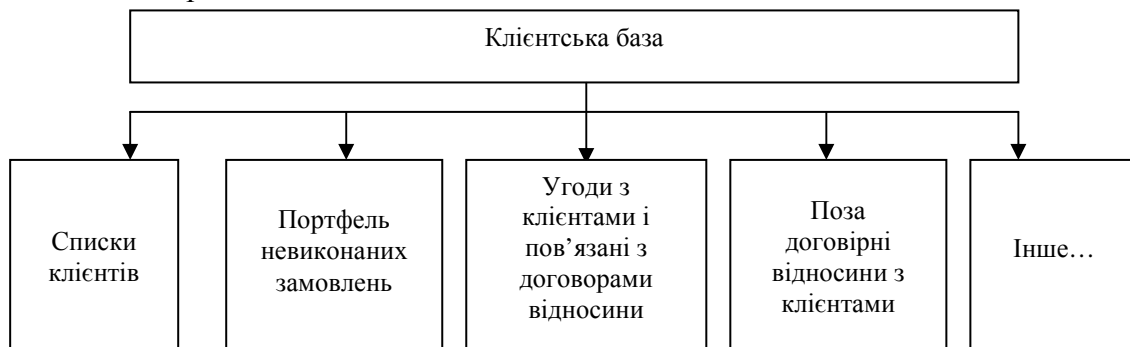 Клієнтська база
Списки
клієнтів
Портфель
невиконаних
замовлень
Угоди з
клієнтами і
пов’язані з
договорами
відносини
Поза
договірні
відносини з
клієнтами
Інше…